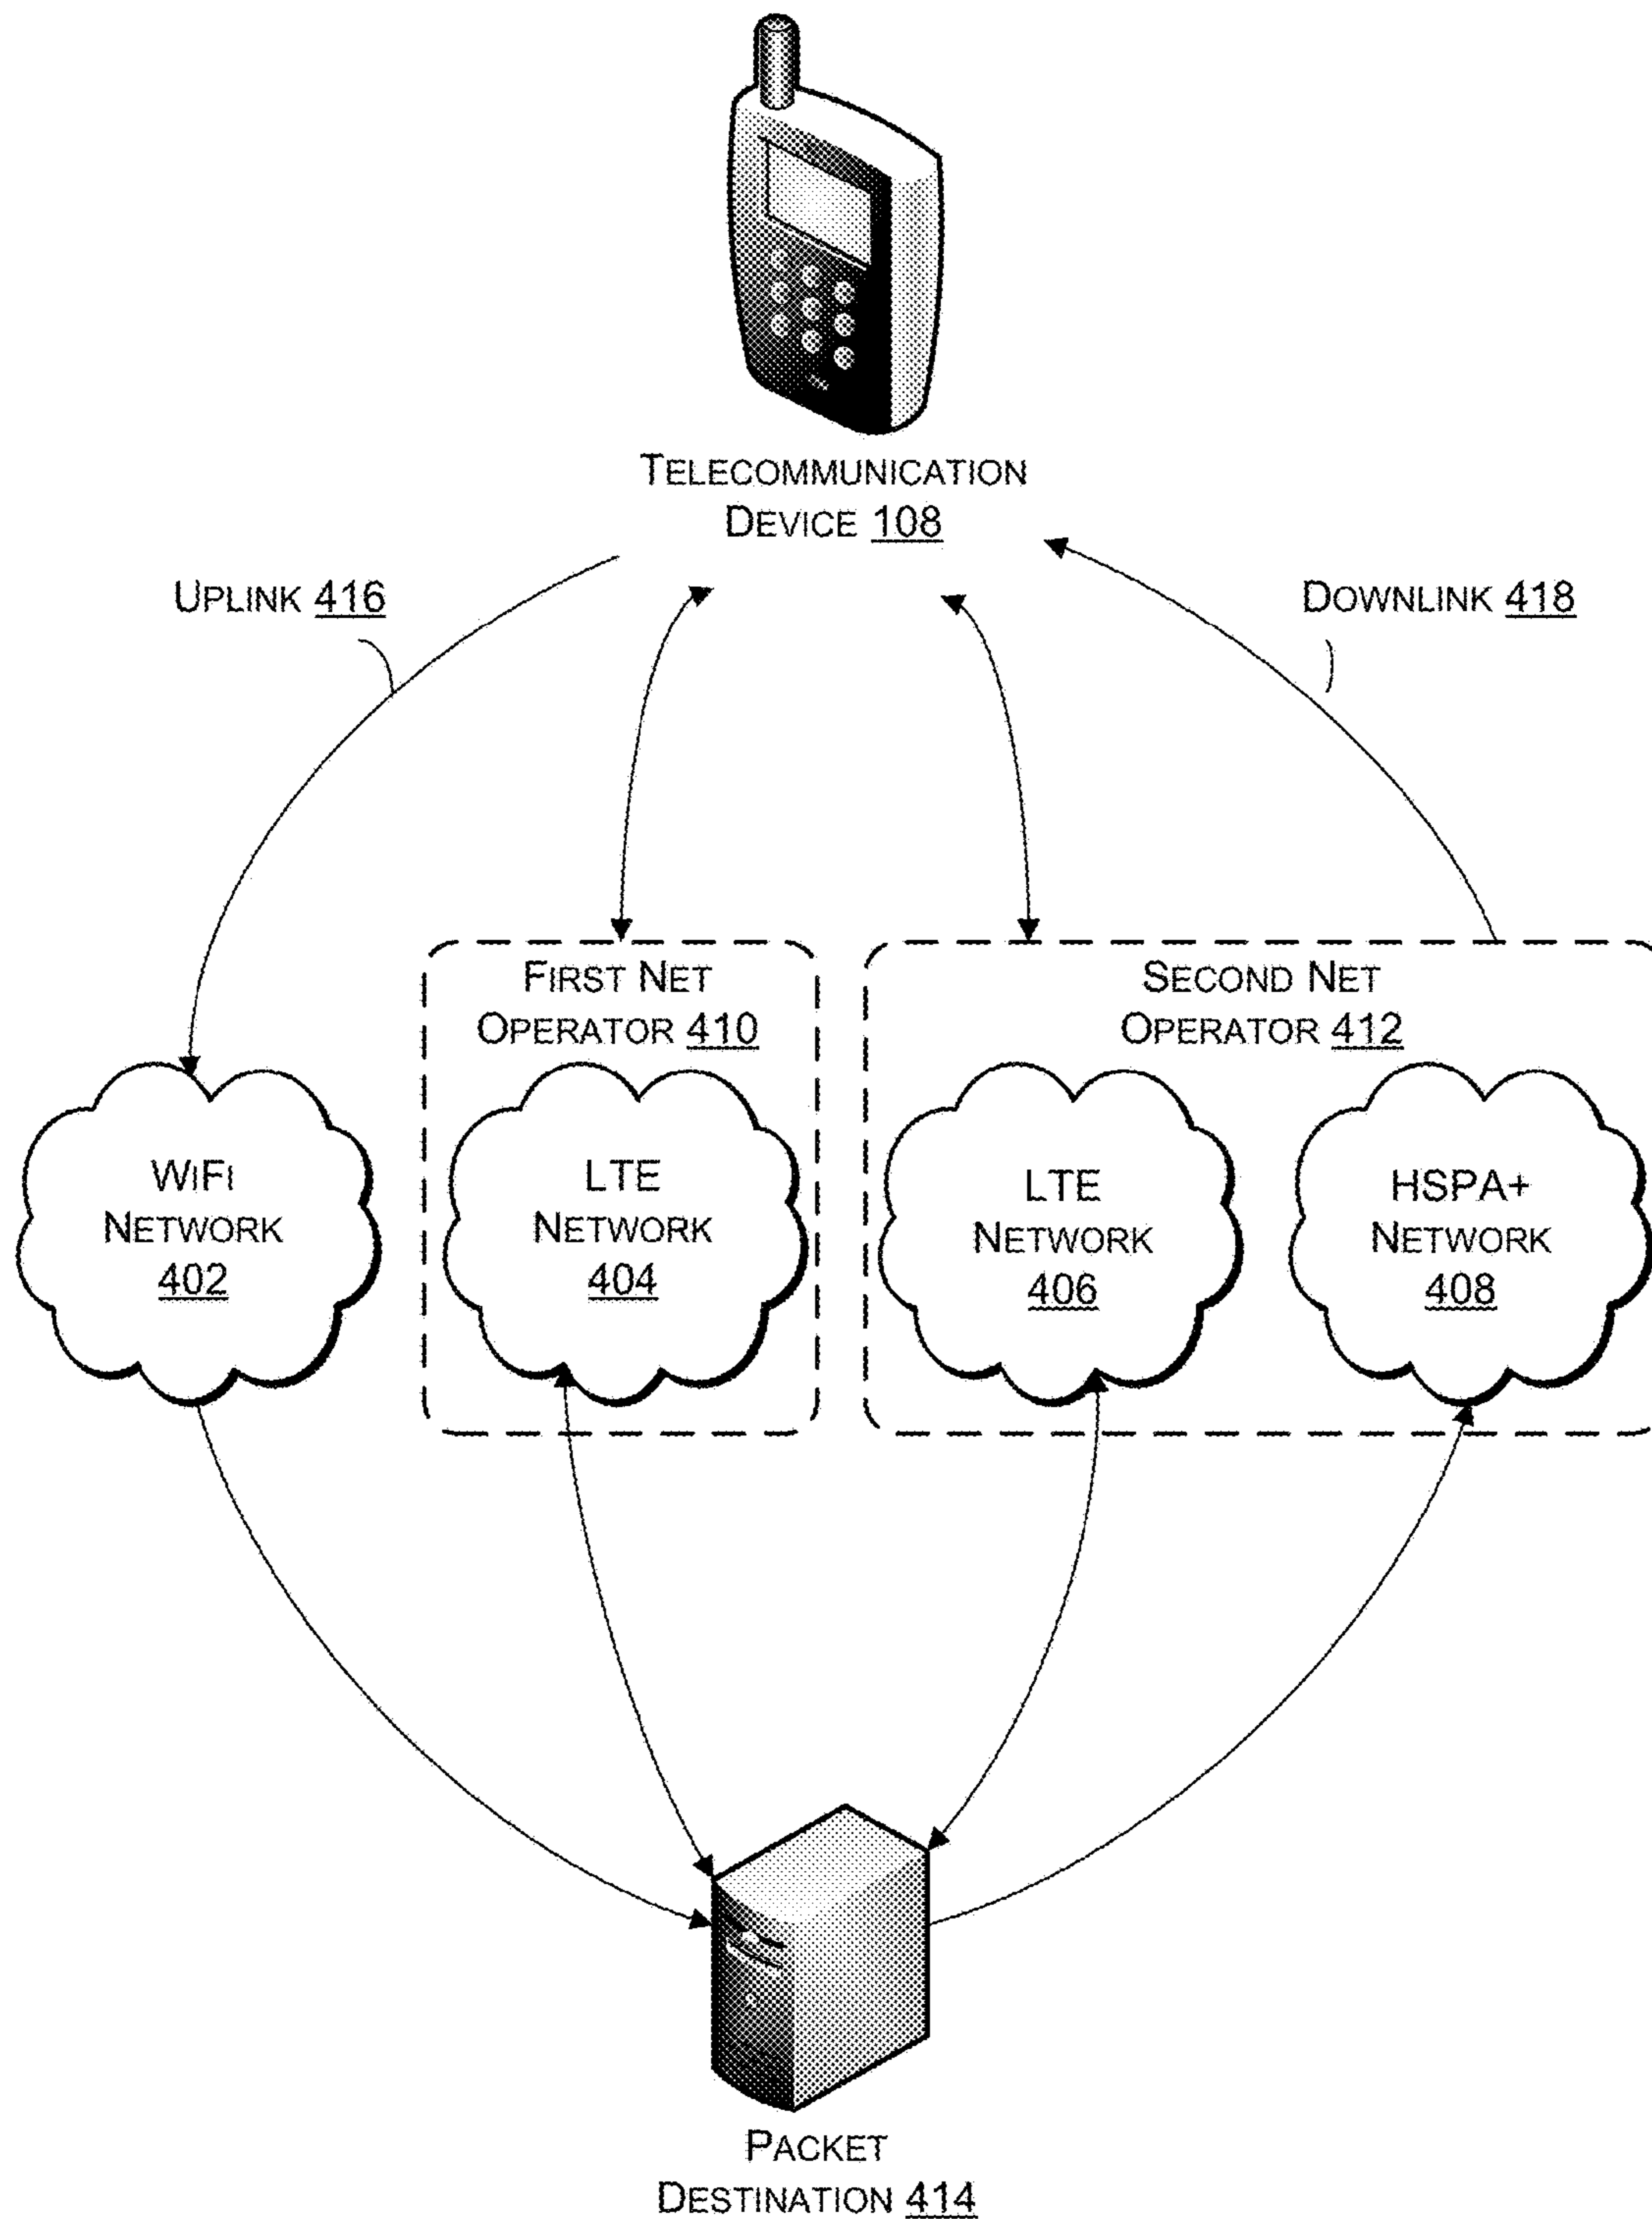 TELECOMMUNICATION
DEVICE 108
UPLINK 416
DOWNLINK 418
FIRST NET
OPERATOR 410
SECOND NET
OPERATOR 412
WIFI
NETWORK
402
LTE
NETWORK
404
LTE
NETWORK
406
HSPA+
NETWORK
408
PACKET
DESTINATION 414